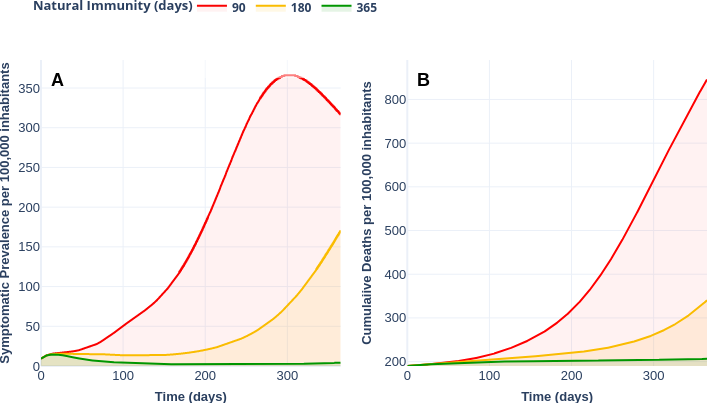 Natural Immunity (days) 90 180 365
A
B
Symptomatic Prevalence per 100,000 inhabitants
350
300
250
200
150
100
50
0
0 100 200 300
Time (days)
Cumulaiive Deaths per 100,000 inhabitants
800
700
600
500
400
300
200
0 100 200 300
Time (days)